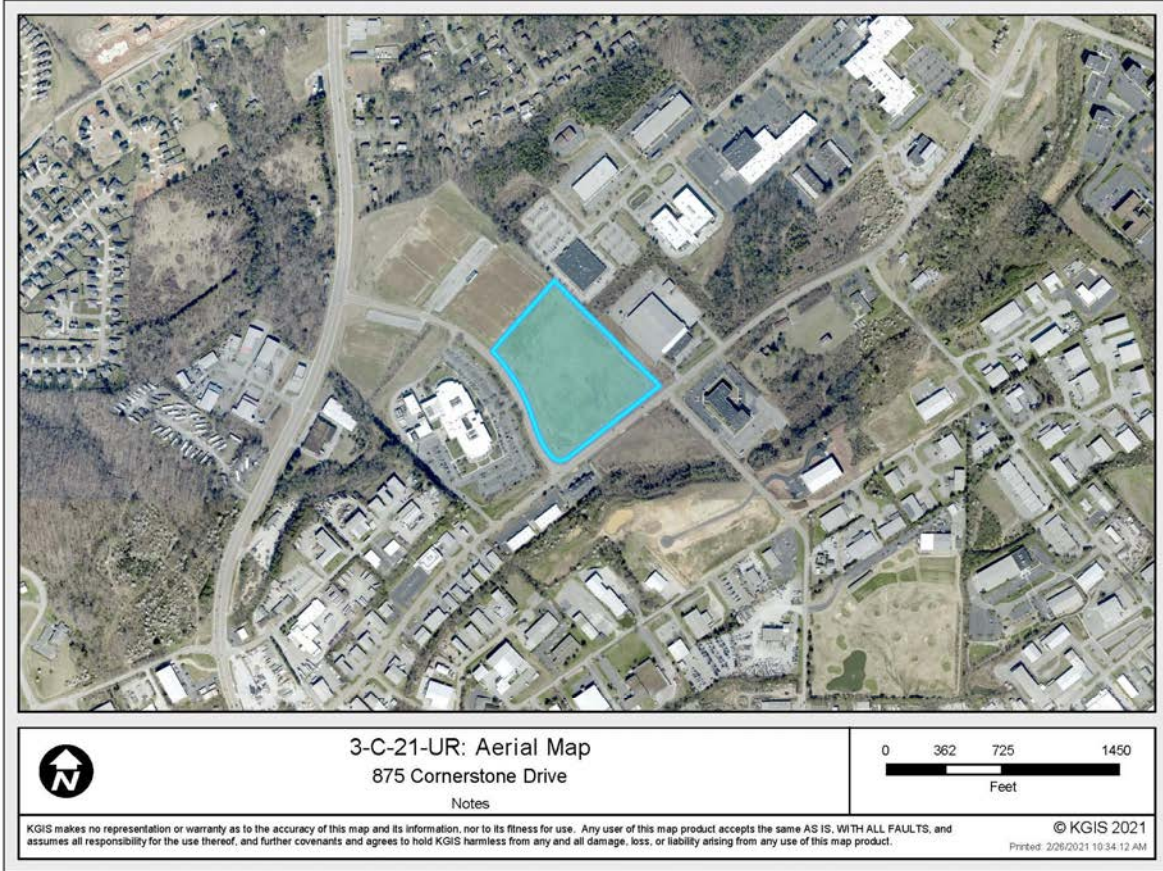 N
3-C-21-UR: Aerial Map
875 Cornerstone Drive
Notes
0 362 725 1450
Feet
KGIS makes no representation or warranty as to the accuracy of this map and its information, nor to its fitness for use. Any user of this map product accepts the same AS IS, WITH ALL FAULTS, and
assumes all responsibility for the use thereof, and further covenants and agrees to hold KGIS harmless from any and all damage, loss, or liability arising from any use of this map product.
© KGIS 2021
Printed: 2/26/2021 10:34:12 AM